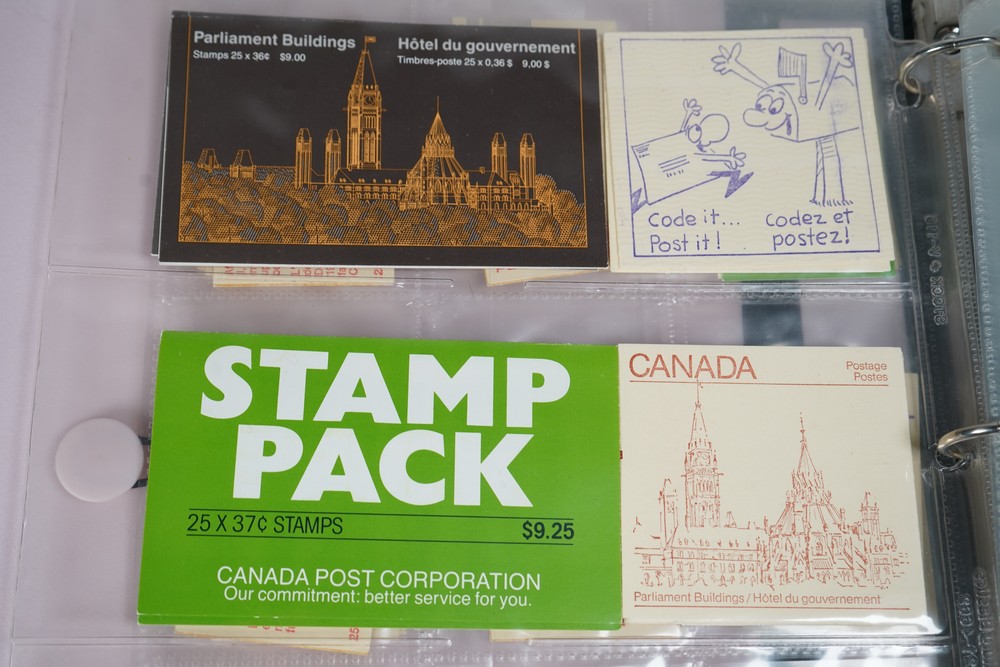 Parliament Buildings
Stamps 25 x 36¢ $9.00
Hôtel du gouvernement
Timbres-poste 25 x 0,36 $ 9,00 $
Code it...
Post it!
Codez et
postez!
STAMP
PACK
25 X 37¢ STAMPS $9.25
CANADA POST CORPORATION
Our commitment: better service for you.
CANADA
Postage
Postes
Parliament Buildings / Hôtel du gouvernement